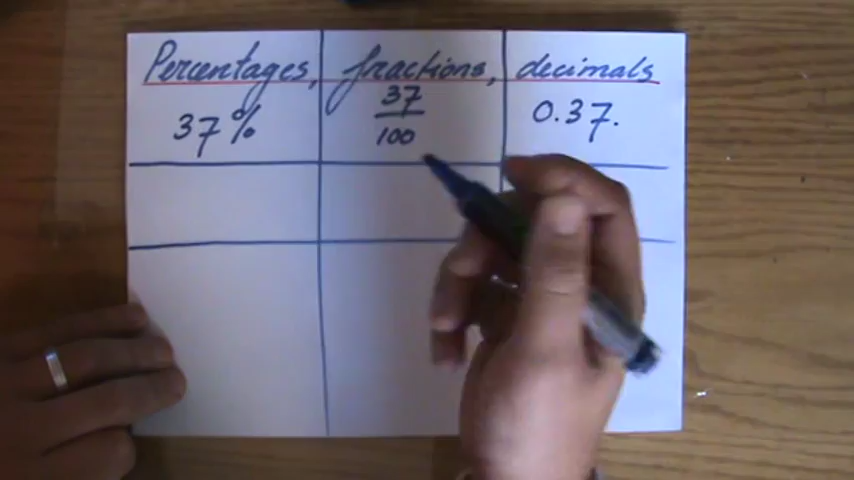 Percentages, fractions, decimals
37% 37/100 0.37.